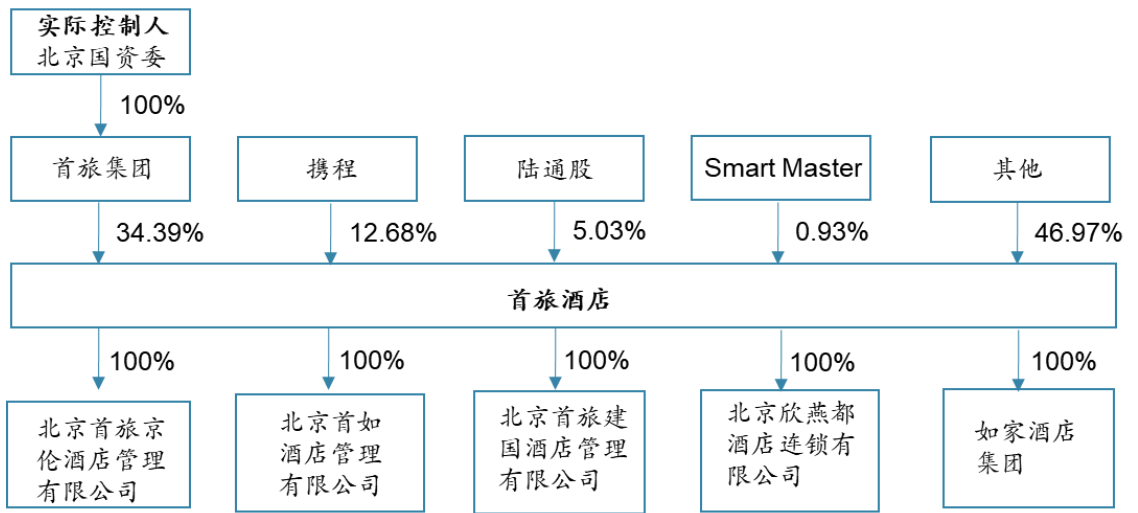 实际控制人
北京国资委
100%
首旅集团
携程
陆通股
Smart Master
其他
34.39%
12.68%
5.03%
0.93%
46.97%
首旅酒店
100%
100%
100%
100%
100%
北京首旅京
伦酒店管理
有限公司
北京首如
酒店管理
有限公司
北京首旅建
国酒店管理
有限公司
北京欣燕都
酒店连锁有
限公司
如家酒店
集团